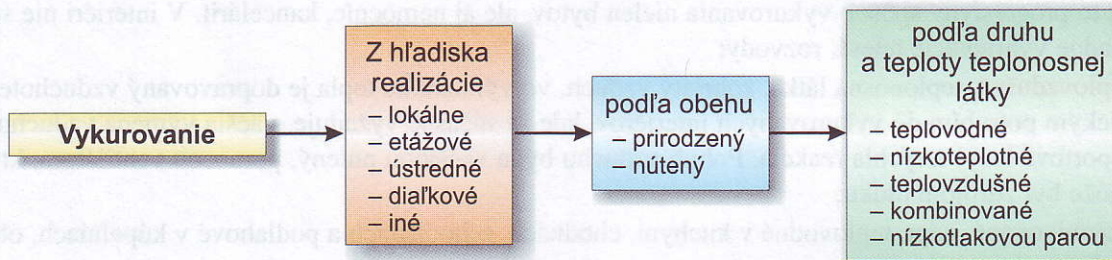 Vykurovanie
Z hľadiska
realizácie
– lokálne
– etážové
– ústredné
– diaľkové
– iné
podľa obehu
– prirodzený
– nútený
podľa druhu
a teploty teplonosnej
látky
– teplovodné
– nízkoteplotné
– teplovzdušné
– kombinované
– nízkotlakovou parou